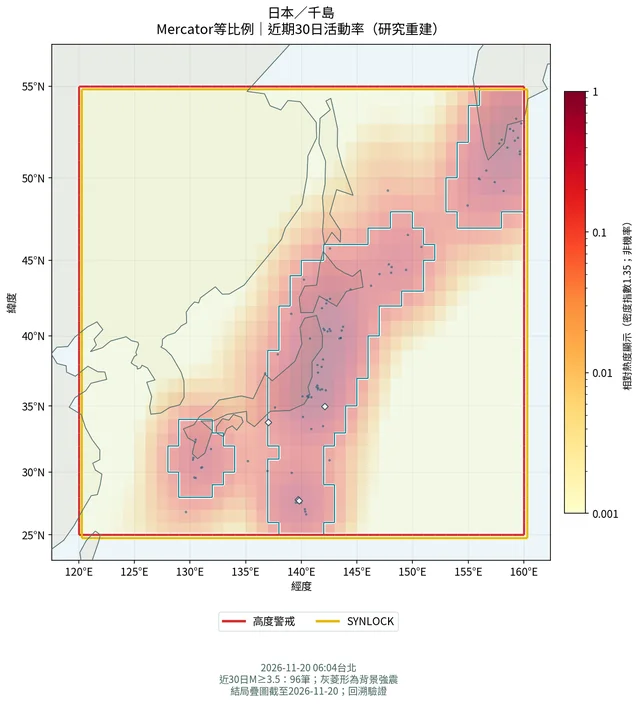 日本／千島
Mercator等比例｜近期30日活動率（研究重建）
55°N
50°N
45°N
40°N
35°N
30°N
25°N
緯度
120°E
125°E
130°E
135°E
140°E
145°E
150°E
155°E
160°E
經度
1
0.1
0.01
0.001
相對熱度顯示（密度指數1.35；非機率）
高度警戒
SYNLOCK
2026-11-20 06:04台北
近30日M≥3.5：96筆；灰菱形為背景強震
結局疊圖截至2026-11-20；回溯驗證